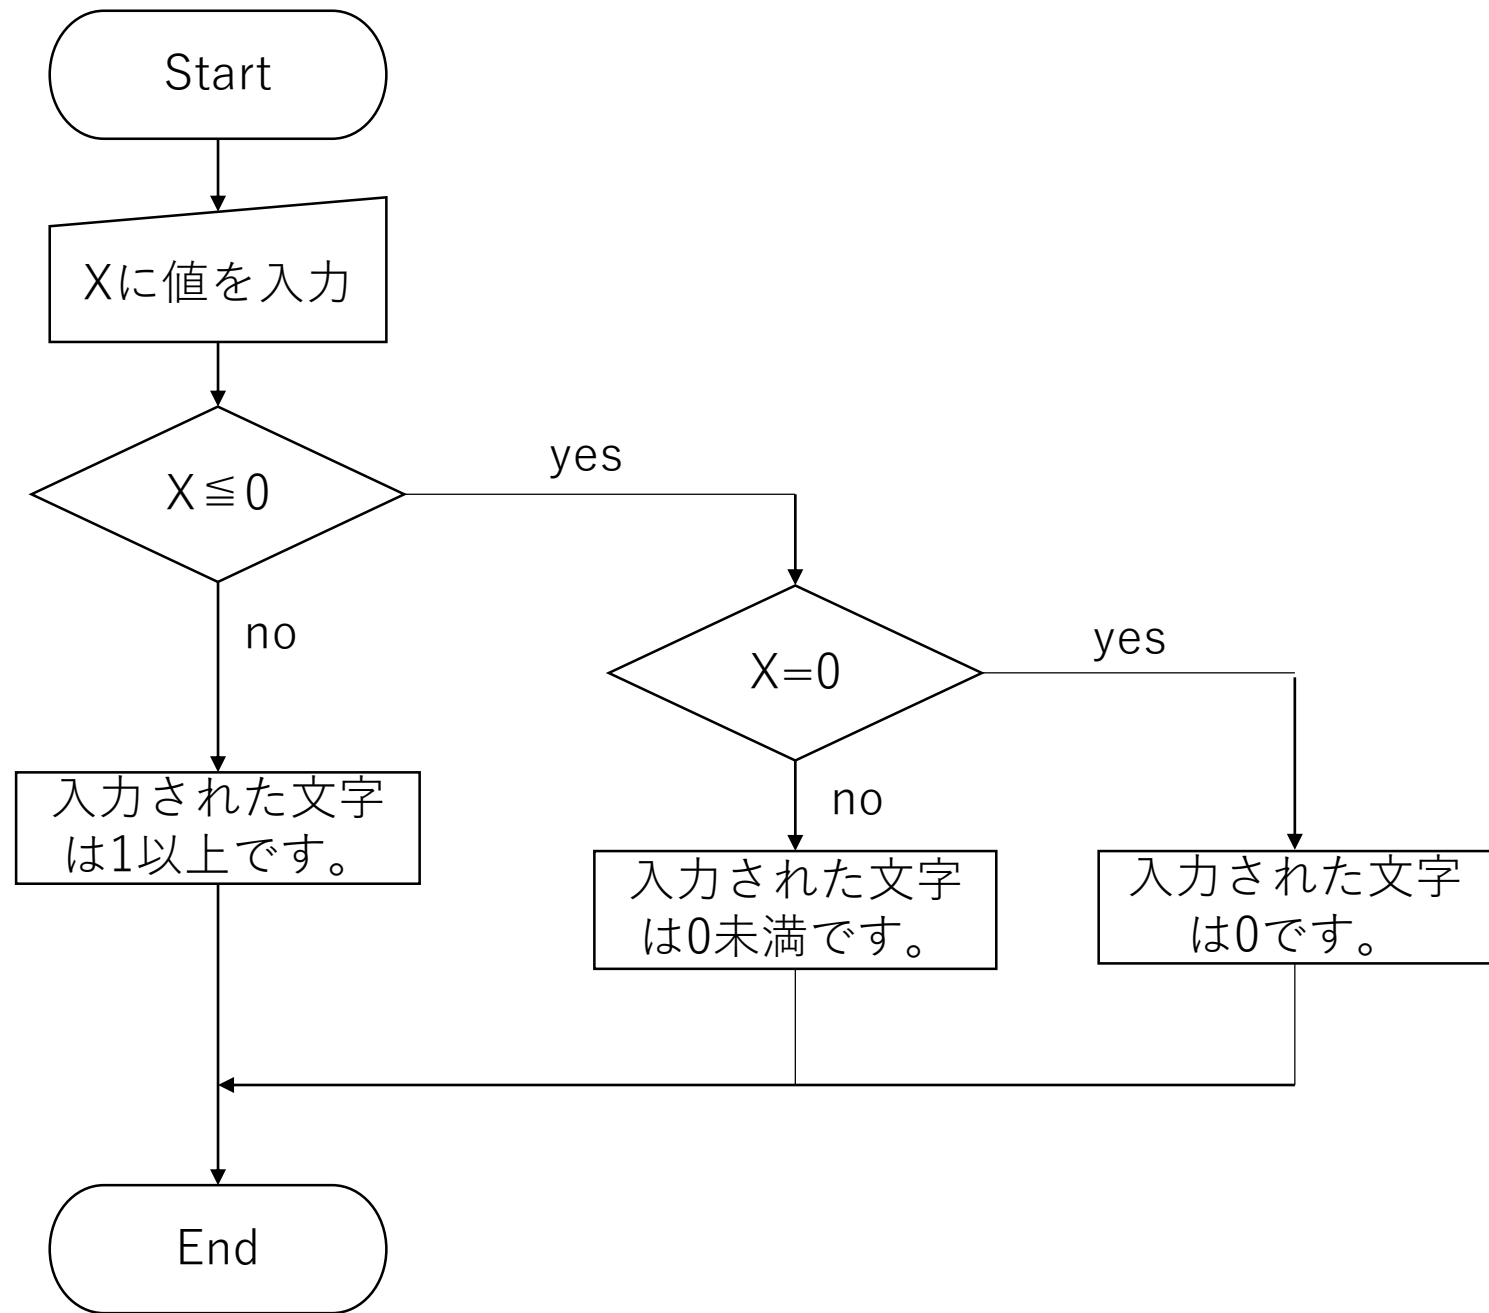 Start
Xに値を入力
X≦0
yes
no
X=0
yes
no
入力された文字
は1以上です。
入力された文字
は0未満です。
入力された文字
は0です。
End